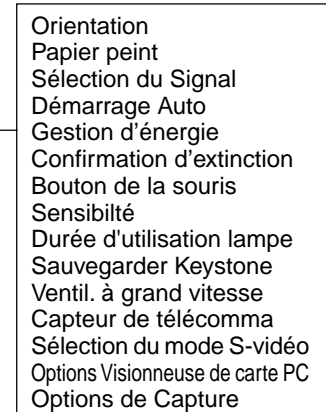 Orientation
Papier peint
Sélection du Signal
Démarrage Auto
Gestion d’énergie
Confirmation d’extinction
Bouton de la souris
Sensibilté
Durée d'utilisation lampe
Sauvegarder Keystone
Ventil. à grand vitesse
Capteur de télécomma
Sélection du mode S-vidéo
Options Visionneuse de carte PC
Options de Capture